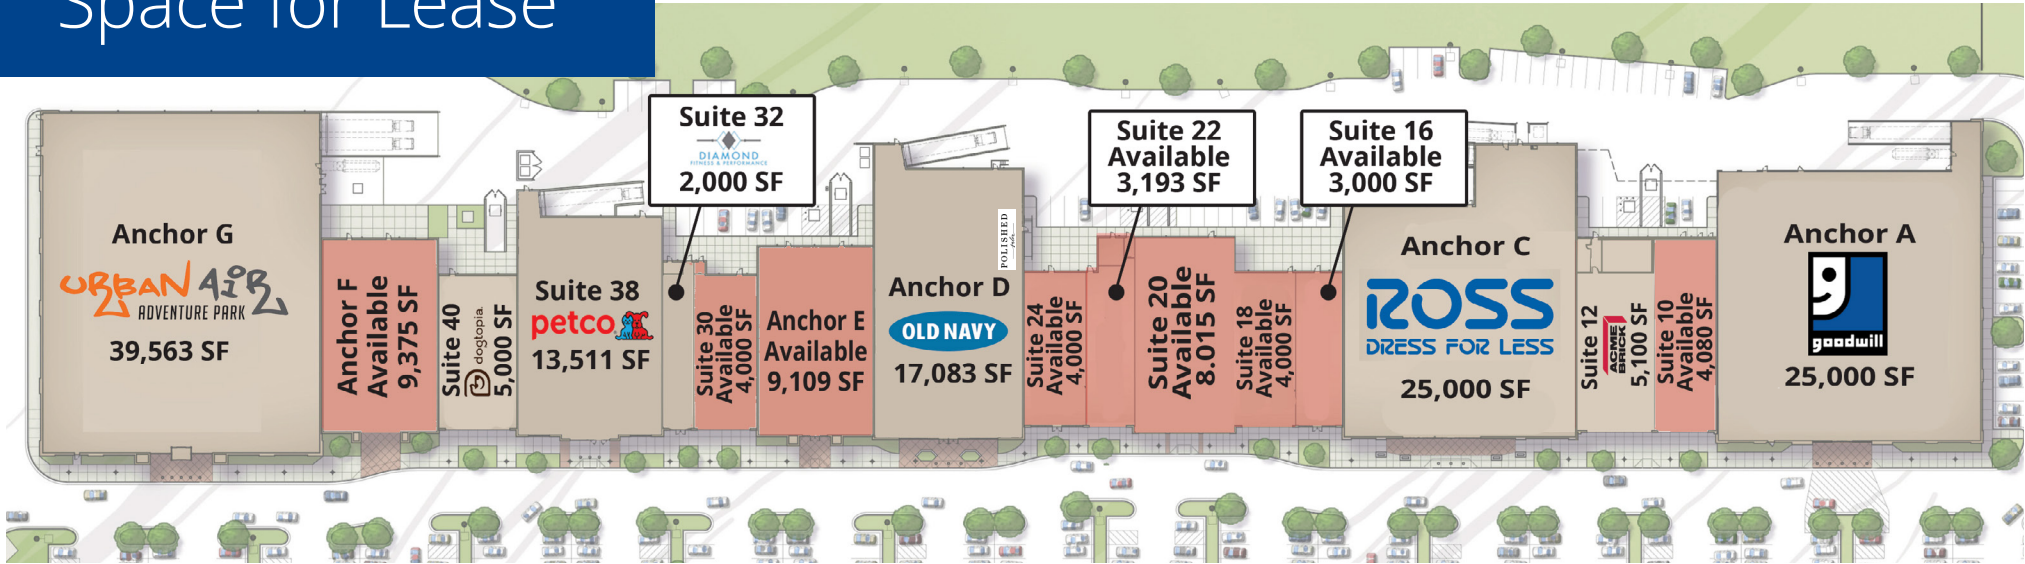 Space for Lease
Anchor G
URBAN AIR
ADVENTURE PARK
39,563 SF
Anchor F
Available
9,375 SF
Suite 40
dogtopia
5,000 SF
Suite 38
petco
13,511 SF
Suite 32
DIAMOND
FITNESS & PERFORMANCE
2,000 SF
Suite 30
Available
4,000 SF
Anchor E
Available
9,109 SF
Anchor D
OLD NAVY
17,083 SF
POLISHED
Suite 24
Available
4,000 SF
Suite 22
Available
3,193 SF
Suite 20
Available
8.015 SF
Suite 18
Available
4,000 SF
Suite 16
Available
3,000 SF
Anchor C
ROSS
DRESS FOR LESS
25,000 SF
Suite 12
ACME
BRICK
5,100 SF
Suite 10
Available
4,080 SF
Anchor A
goodwill
25,000 SF